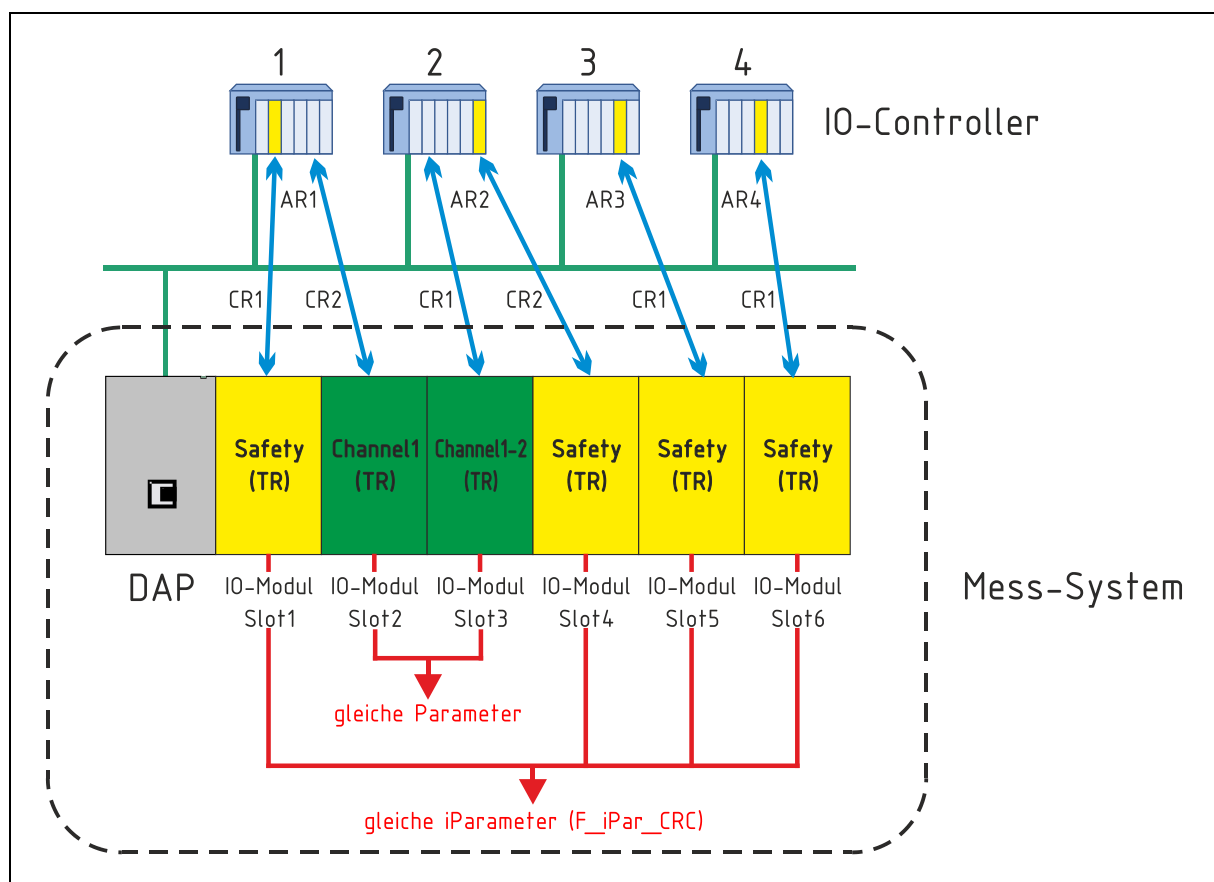 1 2 3 4
IO-Controller
AR1 AR2 AR3 AR4
CR1 CR2 CR1 CR2 CR1 CR1
Safety (TR)
Channel1 (TR)
Channel1-2 (TR)
Safety (TR)
Safety (TR)
Safety (TR)
DAP
IO-Modul Slot1
IO-Modul Slot2
IO-Modul Slot3
IO-Modul Slot4
IO-Modul Slot5
IO-Modul Slot6
Mess-System
gleiche Parameter
gleiche iParameter (F_iPar_CRC)